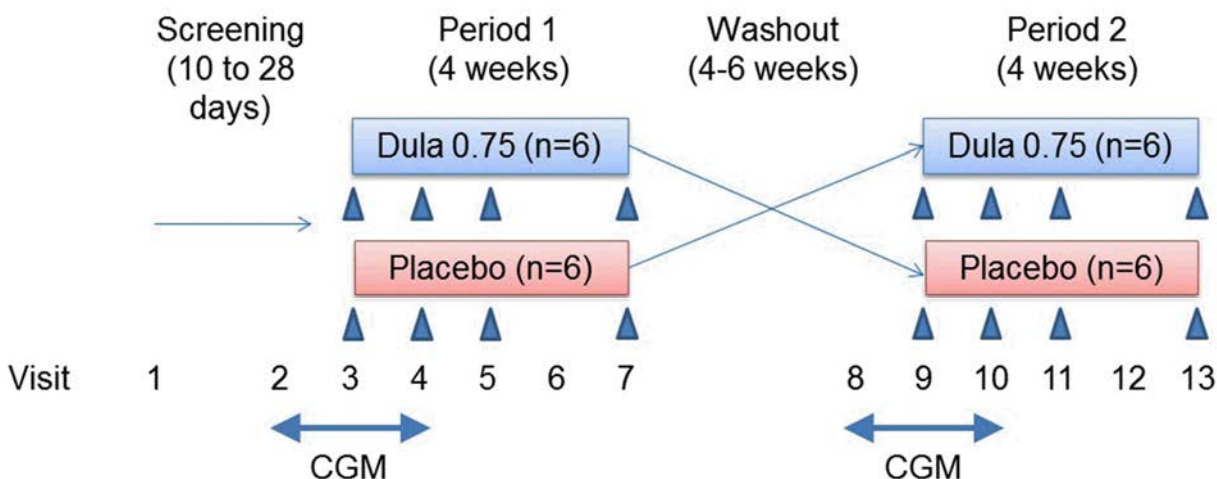 Screening
(10 to 28
days)
Period 1
(4 weeks)
Washout
(4-6 weeks)
Period 2
(4 weeks)
Dula 0.75 (n=6)
Dula 0.75 (n=6)
Placebo (n=6)
Placebo (n=6)
Visit 1 2 3 4 5 6 7 8 9 10 11 12 13
CGM
CGM